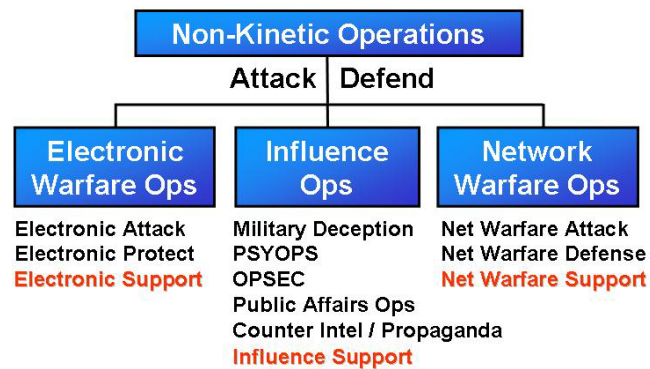 Non-Kinetic Operations
Attack Defend
Electronic
Warfare Ops
Electronic Attack
Electronic Protect
Electronic Support
Influence
Ops
Military Deception
PSYOPS
OPSEC
Public Affairs Ops
Counter Intel / Propaganda
Influence Support
Network
Warfare Ops
Net Warfare Attack
Net Warfare Defense
Net Warfare Support